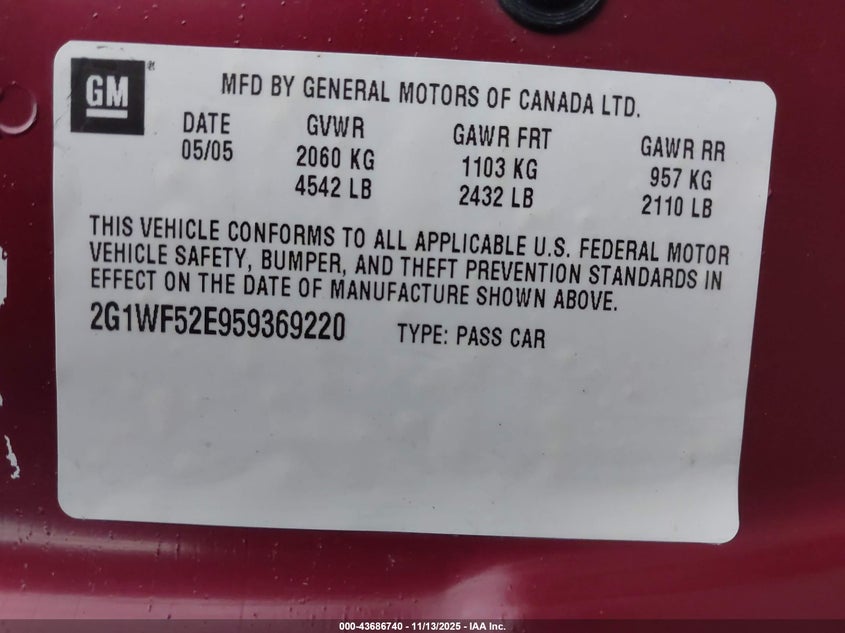 GM
MFD BY GENERAL MOTORS OF CANADA LTD.
DATE GVWR GAWR FRT GAWR RR
05/05 2060 KG 1103 KG 957 KG
4542 LB 2432 LB 2110 LB
THIS VEHICLE CONFORMS TO ALL APPLICABLE U.S. FEDERAL MOTOR
VEHICLE SAFETY, BUMPER, AND THEFT PREVENTION STANDARDS IN
EFFECT ON THE DATE OF MANUFACTURE SHOWN ABOVE.
2G1WF52E959369220 TYPE: PASS CAR
000-43686740 - 11/13/2025 - IAA Inc.